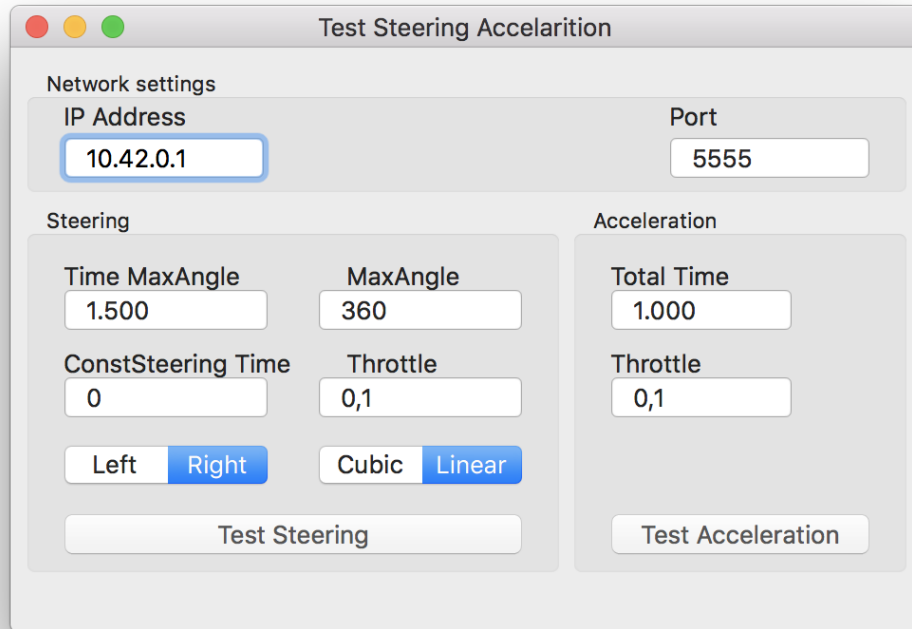 Test Steering Accelarition
Network settings
IP Address Port
10.42.0.1 5555
Steering Acceleration
Time MaxAngle MaxAngle Total Time
1.500 360 1.000
ConstSteering Time Throttle Throttle
0 0,1 0,1
Left Right Cubic Linear
Test Steering Test Acceleration